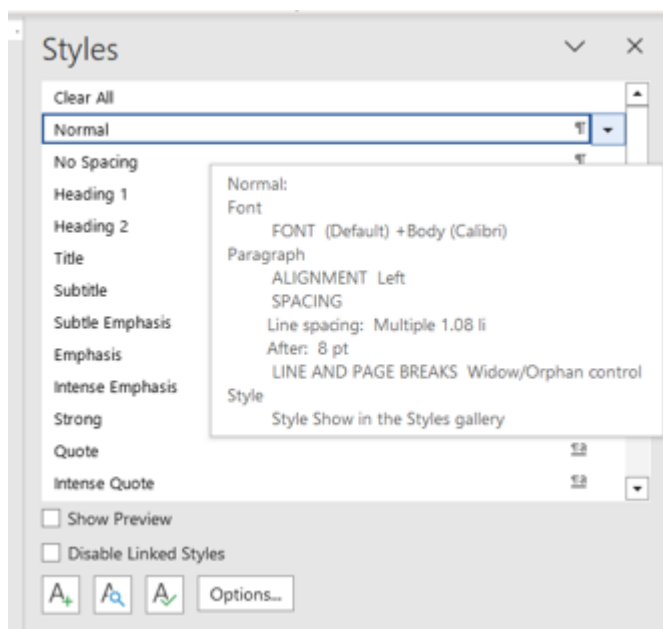 Styles
Clear All
Normal ¶
No Spacing ¶
Heading 1
Heading 2
Title
Subtitle
Subtle Emphasis
Emphasis
Intense Emphasis
Strong
Quote ¶a
Intense Quote ¶a
Normal:
Font
FONT (Default) +Body (Calibri)
Paragraph
ALIGNMENT Left
SPACING
Line spacing: Multiple 1.08 li
After: 8 pt
LINE AND PAGE BREAKS Widow/Orphan control
Style
Style Show in the Styles gallery
Show Preview
Disable Linked Styles
Options...